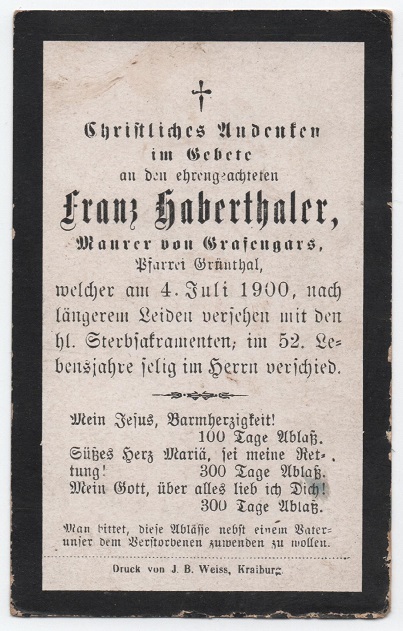 Christliches Andenken
im Gebete
an den ehrengeachteten
Franz Haberthaler,
Maurer von Grafengars,
Pfarrei Grünthal,
welcher am 4. Juli 1900, nach
längerem Leiden versehen mit den
hl. Sterbsakramenten; im 52. Le-
bensjahre selig im Herrn verschied.
Mein Jesus, Barmherzigkeit!
100 Tage Ablaß.
Süßes Herz Mariä, sei meine Ret-
tung! 300 Tage Ablaß.
Mein Gott, über alles lieb ich Dich!
300 Tage Ablaß.
Man bittet, diese Ablässe nebst einem Vater-
unser dem Verstorbenen zuwenden zu wollen.
Druck von J. B. Weiss, Kraiburg.